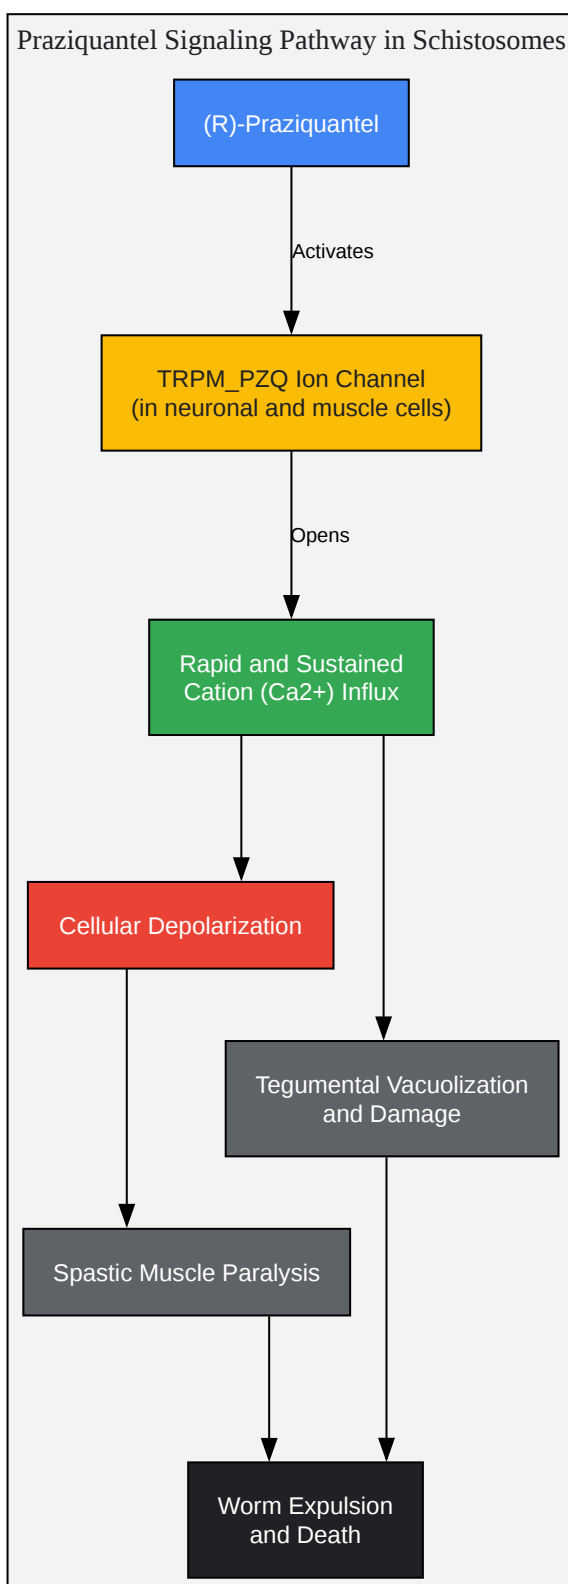 Praziquantel Signaling Pathway in Schistosomes
(R)-Praziquantel
Activates
TRPM_PZQ Ion Channel
(in neuronal and muscle cells)
Opens
Rapid and Sustained
Cation (Ca2+) Influx
Cellular Depolarization
Tegumental Vacuolization
and Damage
Spastic Muscle Paralysis
Worm Expulsion
and Death